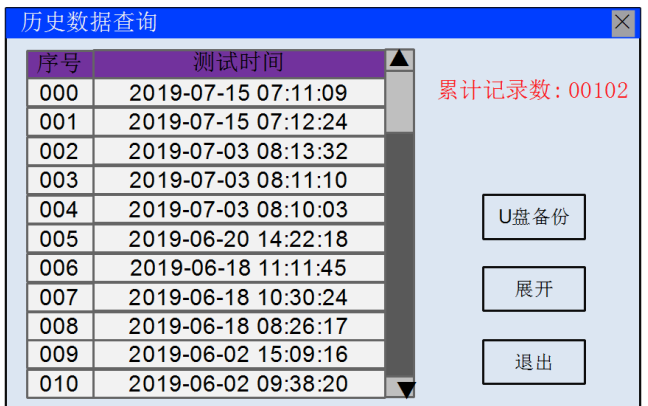 历史数据查询
序号 测试时间
000 2019-07-15 07:11:09
001 2019-07-15 07:12:24
002 2019-07-03 08:13:32
003 2019-07-03 08:11:10
004 2019-07-03 08:10:03
005 2019-06-20 14:22:18
006 2019-06-18 11:11:45
007 2019-06-18 10:30:24
008 2019-06-18 08:26:17
009 2019-06-02 15:09:16
010 2019-06-02 09:38:20
累计记录数: 00102
U盘备份
展开
退出